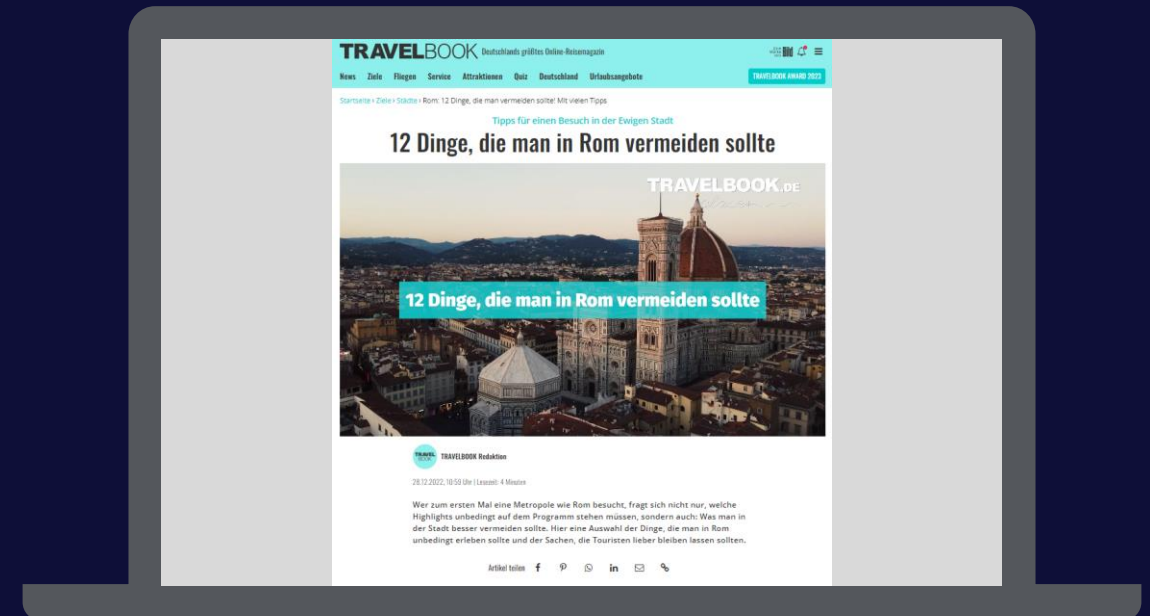 TRAVELBOOK Deutschlands größtes Online-Reisemagazin
News Ziele Fliegen Service Attraktionen Quiz Deutschland Urlaubsangebote TRAVELBOOK AWARD 2023
Startseite › Ziele › Städte › Rom: 12 Dinge, die man vermeiden sollte! Mit vielen Tipps
Tipps für einen Besuch in der Ewigen Stadt
12 Dinge, die man in Rom vermeiden sollte
TRAVELBOOK.DE
12 Dinge, die man in Rom vermeiden sollte
TRAVELBOOK Redaktion
28.12.2022, 10:59 Uhr | Lesezeit: 4 Minuten
Wer zum ersten Mal eine Metropole wie Rom besucht, fragt sich nicht nur, welche
Highlights unbedingt auf dem Programm stehen müssen, sondern auch: Was man in
der Stadt besser vermeiden sollte. Hier eine Auswahl der Dinge, die man in Rom
unbedingt erleben sollte und der Sachen, die Touristen lieber bleiben lassen sollten.
Artikel teilen